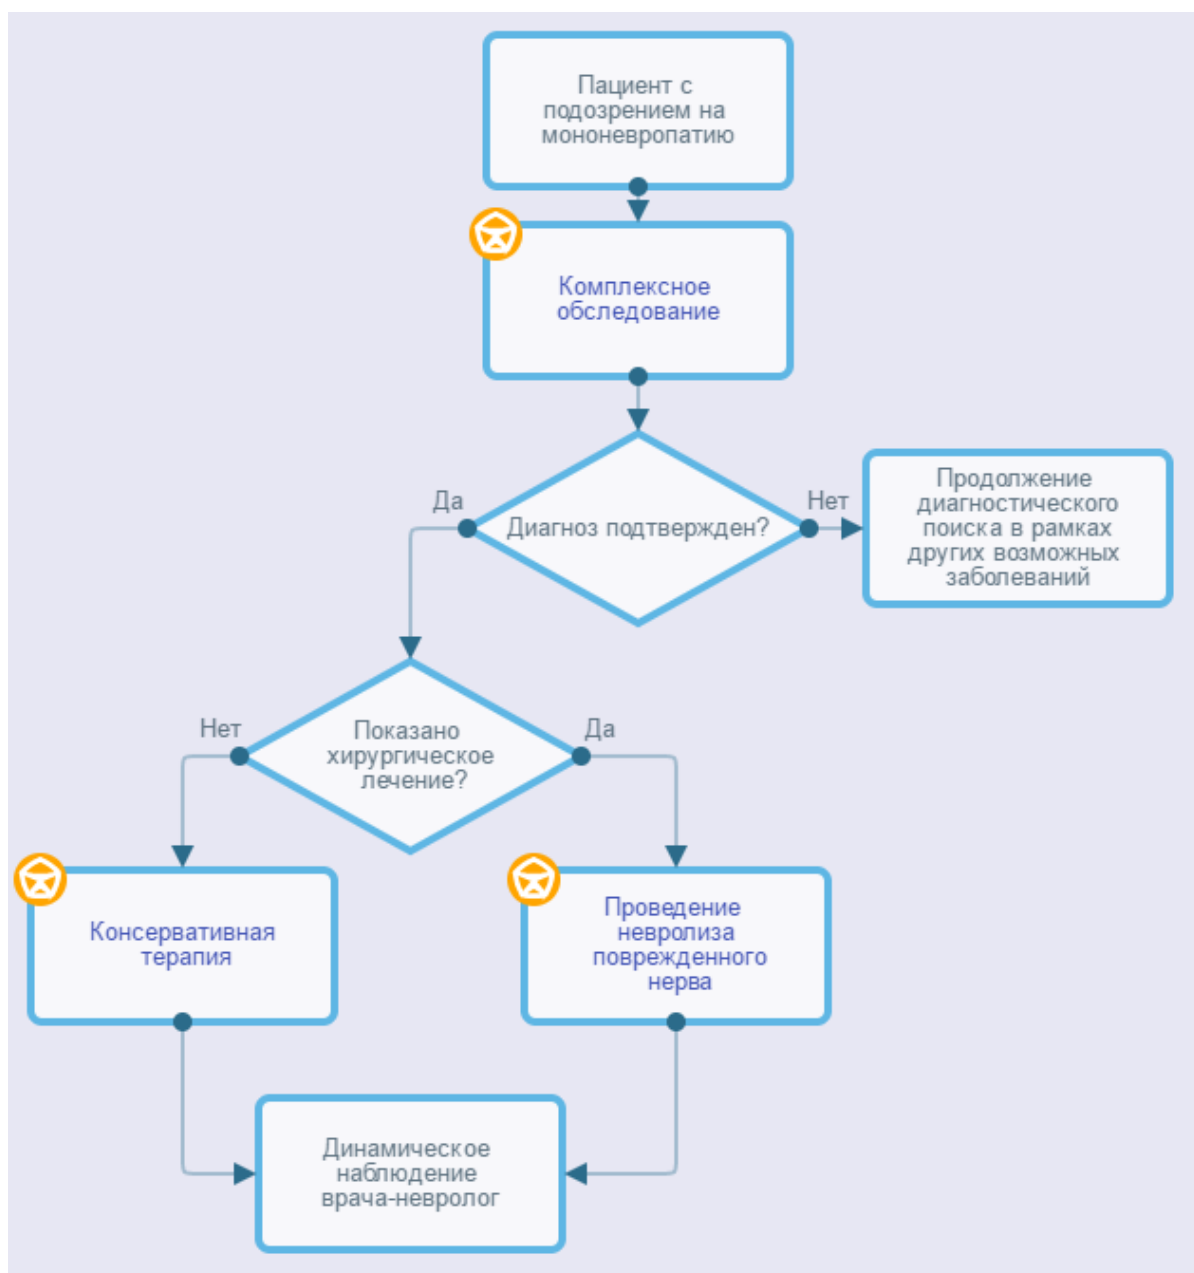 Пациент с
подозрением на
мононевропатию
Комплексное
обследование
Да
Диагноз подтвержден?
Нет
Продолжение
диагностического
поиска в рамках
других возможных
заболеваний
Нет
Показано
хирургическое
лечение?
Да
Консервативная
терапия
Проведение
невролиза
поврежденного
нерва
Динамическое
наблюдение
врача-невролог